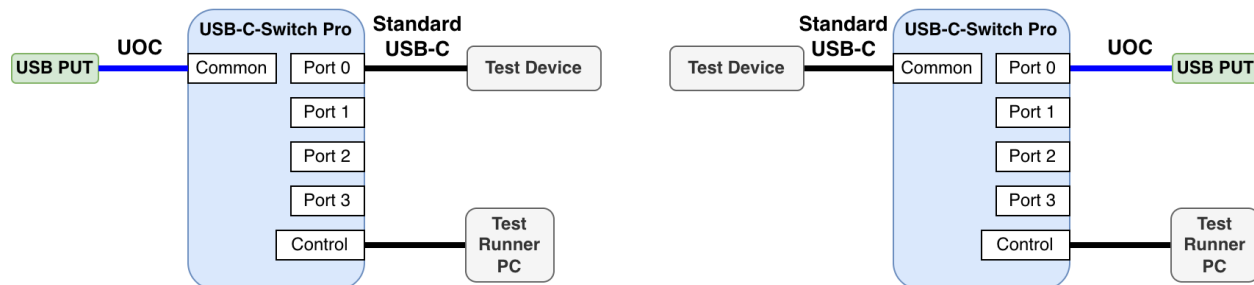 USB-C-Switch Pro
UOC
Standard
USB-C
USB PUT
Common
Port 0
Test Device
Port 1
Port 2
Port 3
Control
Test
Runner
PC
Standard
USB-C
USB-C-Switch Pro
UOC
Test Device
Common
Port 0
USB PUT
Port 1
Port 2
Port 3
Control
Test
Runner
PC